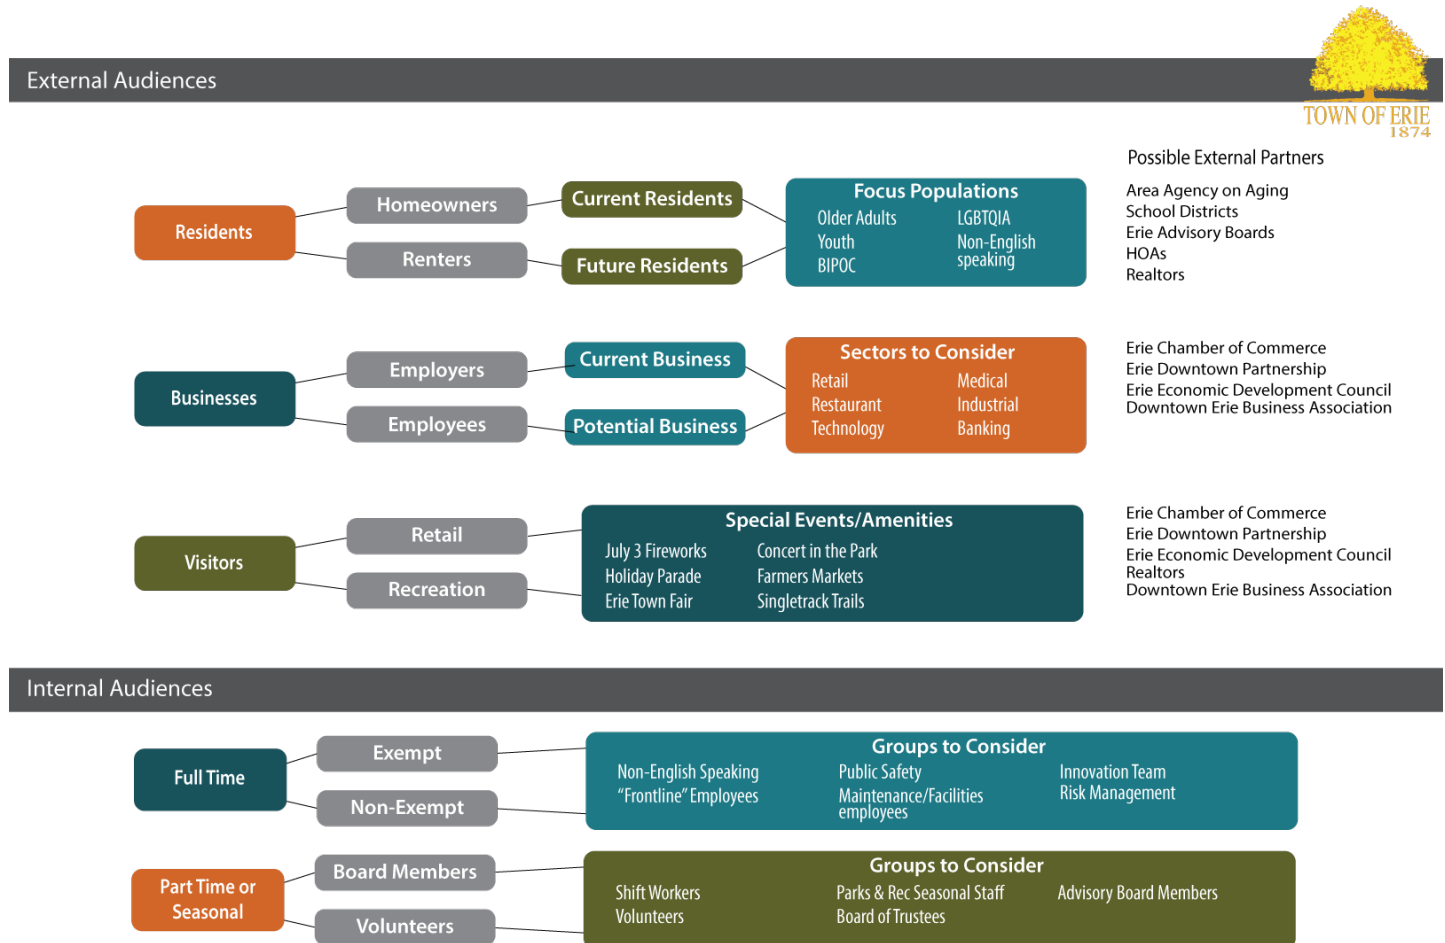 TOWN OF ERIE
1874
External Audiences
Possible External Partners
Residents
Homeowners
Renters
Current Residents
Future Residents
Focus Populations
Older Adults
Youth
BIPOC
LGBTQIA
Non-English
speaking
Area Agency on Aging
School Districts
Erie Advisory Boards
HOAs
Realtors
Businesses
Employers
Employees
Current Business
Potential Business
Sectors to Consider
Retail
Restaurant
Technology
Medical
Industrial
Banking
Erie Chamber of Commerce
Erie Downtown Partnership
Erie Economic Development Council
Downtown Erie Business Association
Visitors
Retail
Recreation
Special Events/Amenities
July 3 Fireworks
Holiday Parade
Erie Town Fair
Concert in the Park
Farmers Markets
Singletrack Trails
Erie Chamber of Commerce
Erie Downtown Partnership
Erie Economic Development Council
Realtors
Downtown Erie Business Association
Internal Audiences
Full Time
Exempt
Non-Exempt
Groups to Consider
Non-English Speaking
“Frontline” Employees
Public Safety
Maintenance/Facilities
employees
Innovation Team
Risk Management
Part Time or
Seasonal
Board Members
Volunteers
Groups to Consider
Shift Workers
Volunteers
Parks & Rec Seasonal Staff
Board of Trustees
Advisory Board Members